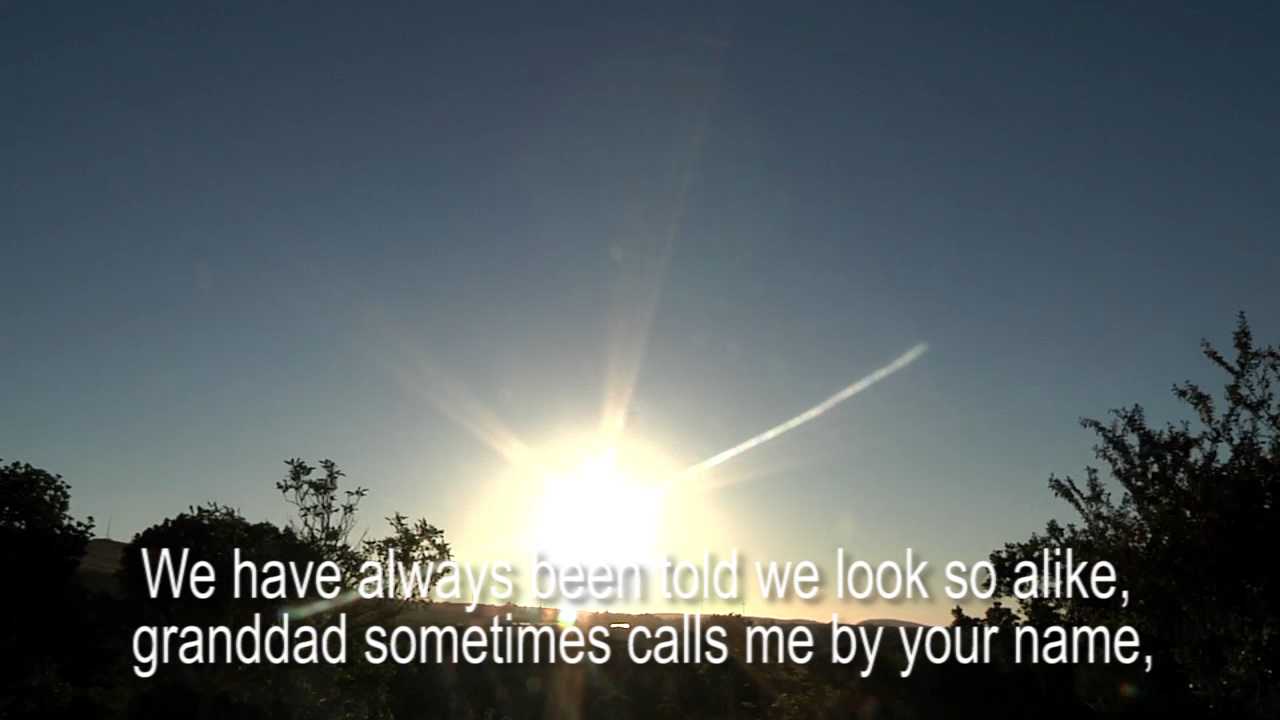 We have always been told we look so alike,
granddad sometimes calls me by your name,